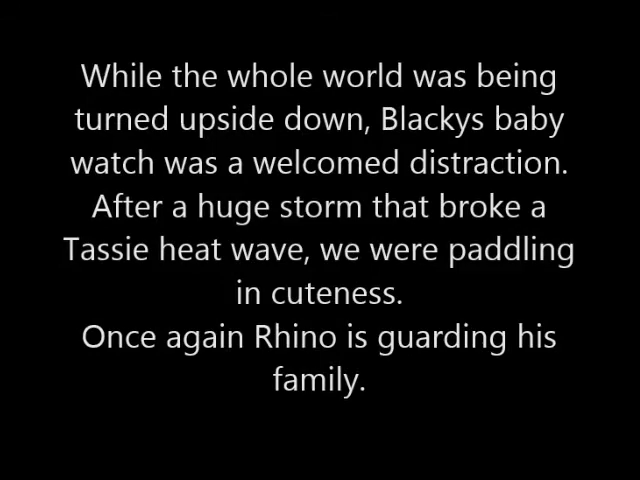 While the whole world was being
turned upside down, Blackys baby
watch was a welcomed distraction.
After a huge storm that broke a
Tassie heat wave, we were paddling
in cuteness.
Once again Rhino is guarding his
family.